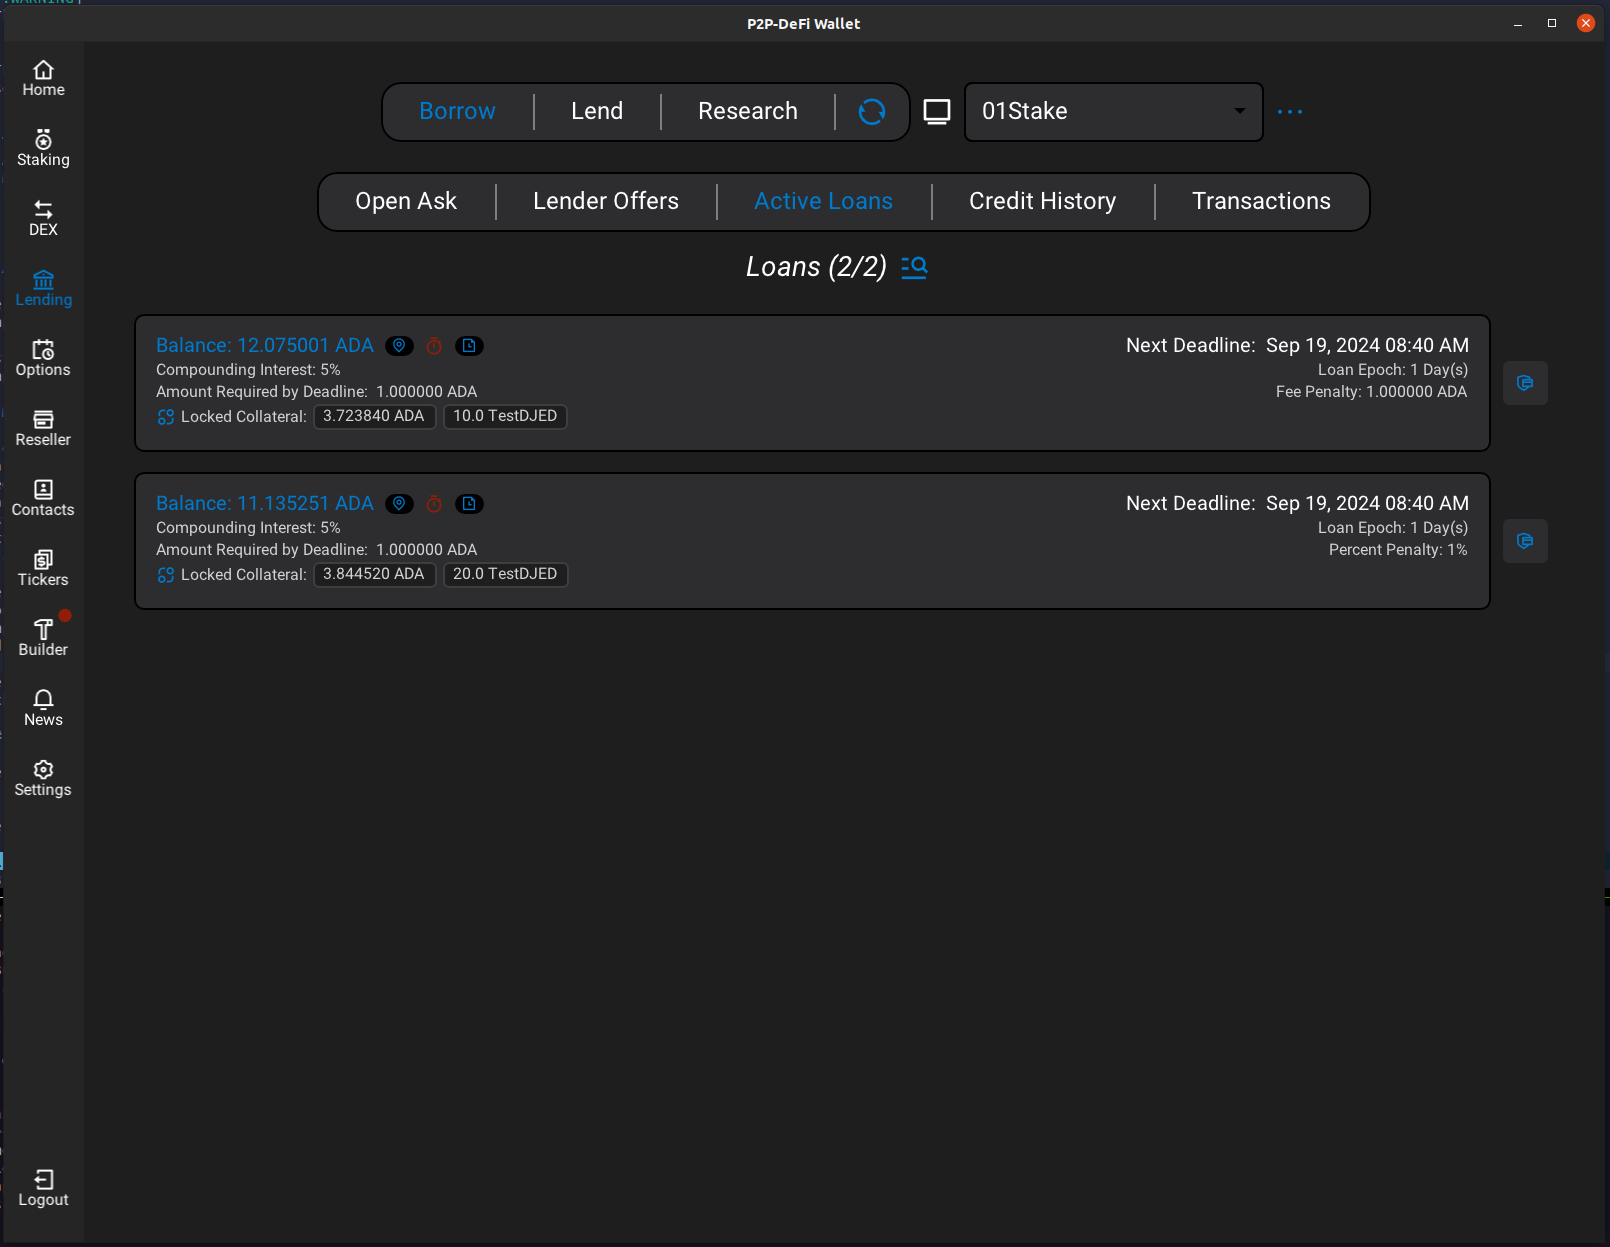 P2P-DeFi Wallet
Home
Staking
DEX
Lending
Options
Reseller
Contacts
Tickers
Builder
News
Settings
Logout
Borrow Lend Research 01Stake
Open Ask Lender Offers Active Loans Credit History Transactions
Loans (2/2)
Balance: 12.075001 ADA Next Deadline: Sep 19, 2024 08:40 AM
Compounding Interest: 5% Loan Epoch: 1 Day(s)
Amount Required by Deadline: 1.000000 ADA Fee Penalty: 1.000000 ADA
Locked Collateral: 3.723840 ADA 10.0 TestDJED
Balance: 11.135251 ADA Next Deadline: Sep 19, 2024 08:40 AM
Compounding Interest: 5% Loan Epoch: 1 Day(s)
Amount Required by Deadline: 1.000000 ADA Percent Penalty: 1%
Locked Collateral: 3.844520 ADA 20.0 TestDJED